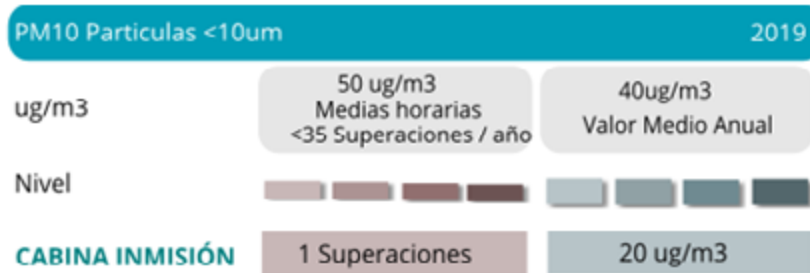 PM10 Particulas <10um 2019
ug/m3
50 ug/m3
Medias horarias
<35 Superaciones / año
40ug/m3
Valor Medio Anual
Nivel
CABINA INMISIÓN 1 Superaciones 20 ug/m3